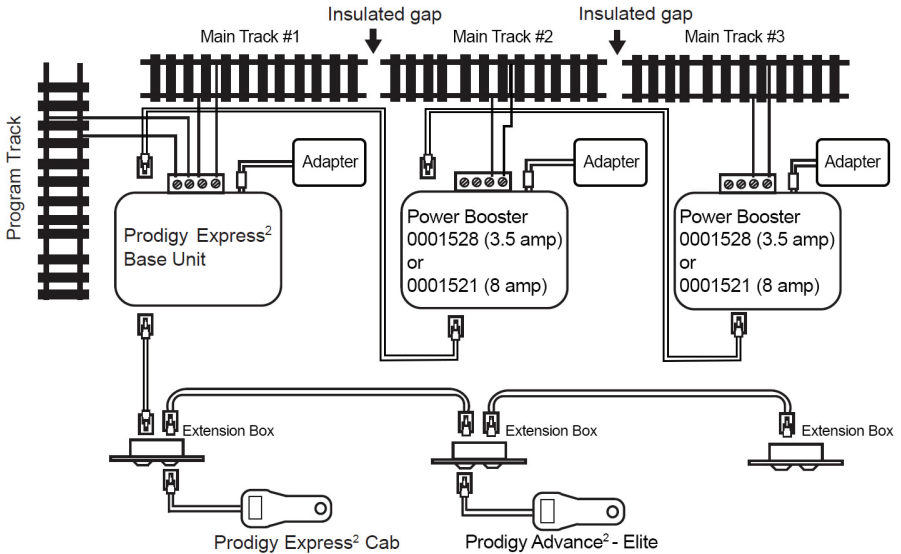 Insulated gap
Insulated gap
Main Track #1
Main Track #2
Main Track #3
Program Track
Adapter
Adapter
Adapter
Prodigy Express²
Base Unit
Power Booster
0001528 (3.5 amp)
or
0001521 (8 amp)
Power Booster
0001528 (3.5 amp)
or
0001521 (8 amp)
Extension Box
Extension Box
Extension Box
Prodigy Express² Cab
Prodigy Advance² - Elite